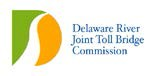 Delaware River
Joint Toll Bridge
Commission